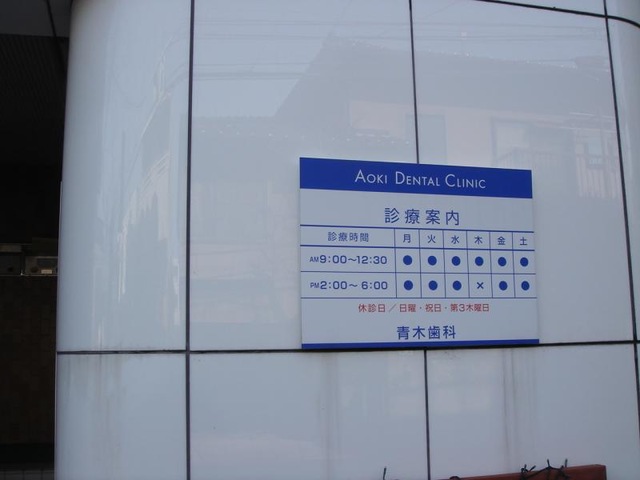 AOKI DENTAL CLINIC
診療案内
診療時間 月 火 水 木 金 土
AM9:00〜12:30 ● ● ● ● ● ●
PM2:00〜6:00 ● ● ● × ● ●
休診日／日曜・祝日・第3木曜日
青木歯科